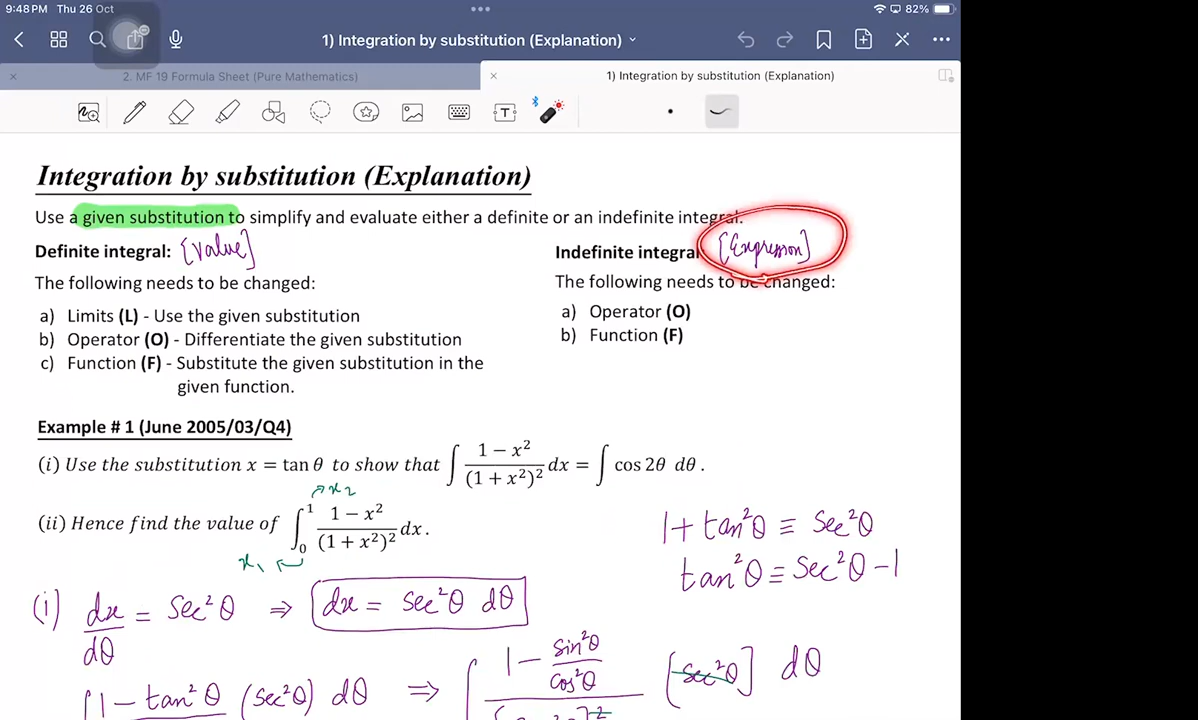 9:48 PM Thu 26 Oct
82%
1) Integration by substitution (Explanation)
2. MF 19 Formula Sheet (Pure Mathematics)
1) Integration by substitution (Explanation)
Integration by substitution (Explanation)
Use a given substitution to simplify and evaluate either a definite or an indefinite integral.
Definite integral: {Value}
The following needs to be changed:
a) Limits (L) - Use the given substitution
b) Operator (O) - Differentiate the given substitution
c) Function (F) - Substitute the given substitution in the
given function.
Indefinite integral {Expression}
The following needs to be changed:
a) Operator (O)
b) Function (F)
Example # 1 (June 2005/03/Q4)
(i) Use the substitution x = tan θ to show that ∫ (1 − x²)/(1 + x²)² dx = ∫ cos 2θ dθ .
x₂
(ii) Hence find the value of ∫₀¹ (1 − x²)/(1 + x²)² dx .
x₁
1 + tan²θ ≡ Sec²θ
tan²θ ≡ Sec²θ − 1
(i) dx/dθ = Sec²θ ⇒ dx = Sec²θ dθ
∫ 1 − tan²θ (Sec²θ) dθ ⇒ ∫ 1 − sin²θ/cos²θ [sec²θ] dθ